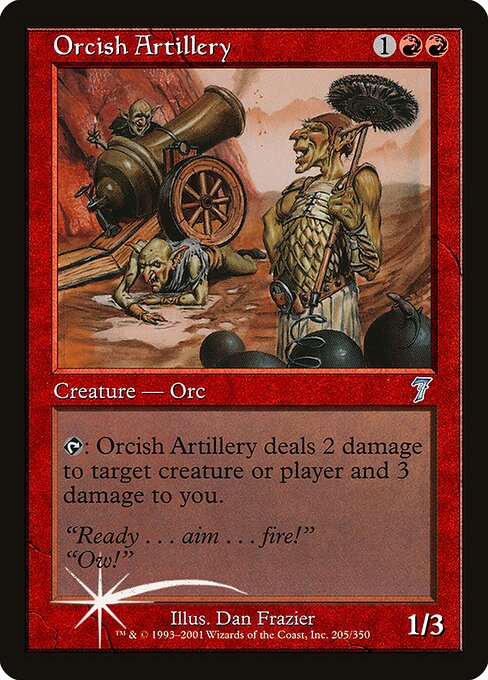 Orcish Artillery 1
Creature — Orc 7
: Orcish Artillery deals 2 damage
to target creature or player and 3
damage to you.
“Ready . . . aim . . . fire!”
“Ow!”
Illus. Dan Frazier
™ & © 1993–2001 Wizards of the Coast, Inc. 205/350
1/3